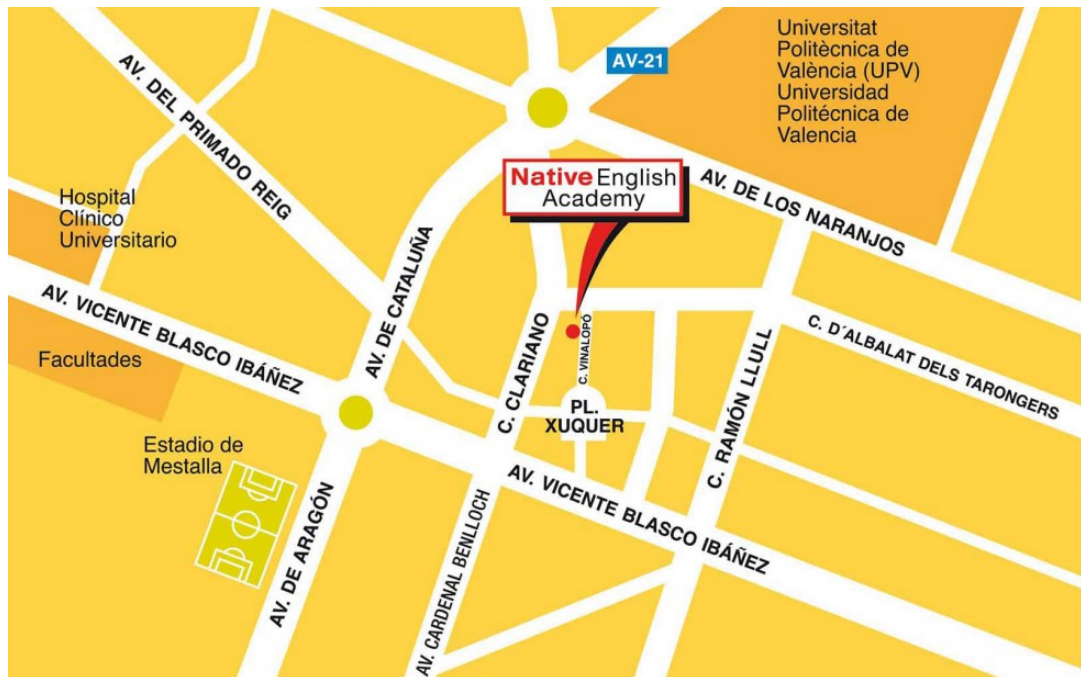 AV-21
Universitat
Politècnica de
València (UPV)
Universidad
Politécnica de
Valencia
AV. DEL PRIMADO REIG
Native English
Academy
AV. DE LOS NARANJOS
Hospital
Clínico
Universitario
AV. DE CATALUÑA
AV. VICENTE BLASCO IBÁÑEZ
Facultades
C. CLARIANO
C. VINALOPÓ
C. D´ALBALAT DELS TARONGERS
PL.
XUQUER
C. RAMÓN LLULL
Estadio de
Mestalla
AV. VICENTE BLASCO IBÁÑEZ
AV. DE ARAGÓN
AV. CARDENAL BENLLOCH